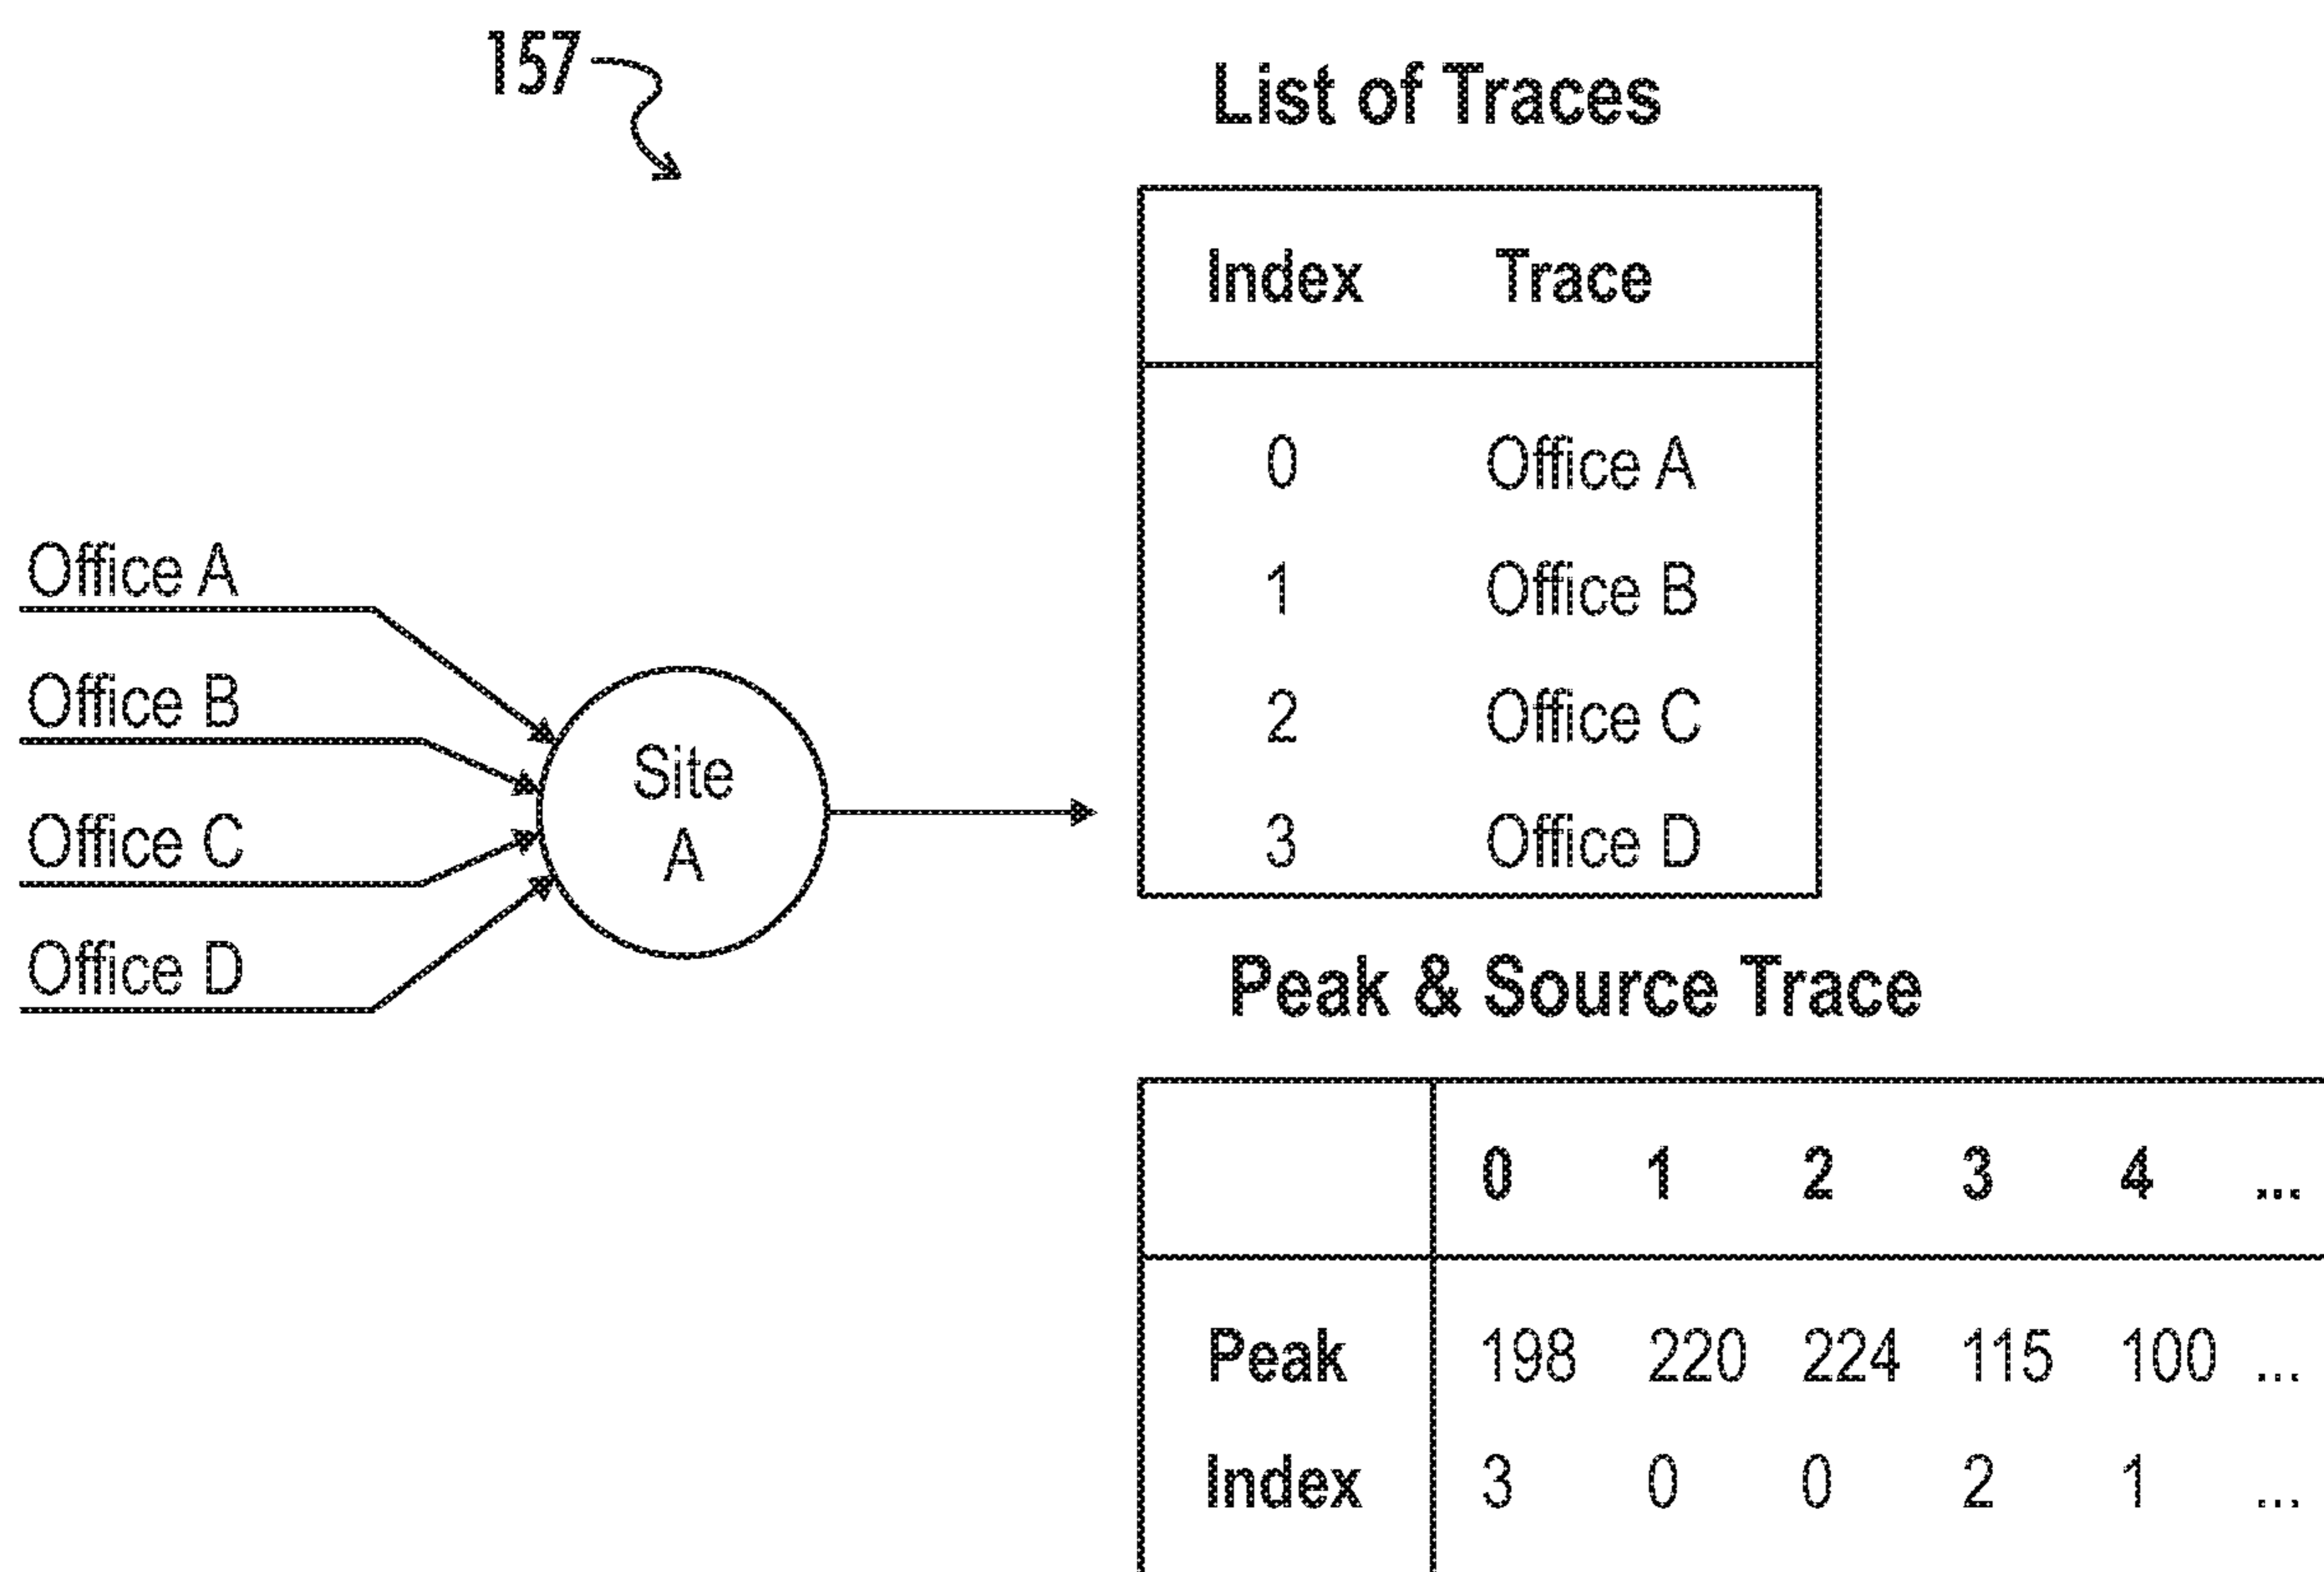 157
List of Traces
Index Trace
0 Office A
1 Office B
2 Office C
3 Office D
Office A
Office B
Office C
Office D
Site
A
Peak & Source Trace
0 1 2 3 4 ...
Peak 198 220 224 115 100 ...
Index 3 0 0 2 1 ...